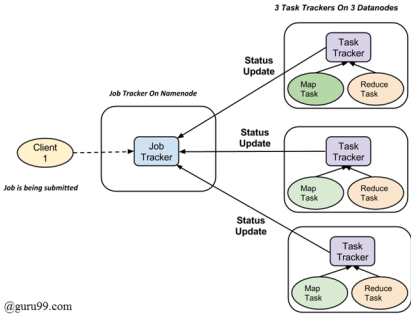 3 Task Trackers On 3 Datanodes
Task
Tracker
Status
Update
Map
Task
Reduce
Task
Job Tracker On Namenode
Client
1
Job
Tracker
Status
Update
Task
Tracker
Map
Task
Reduce
Task
Job is being submitted
Status
Update
Task
Tracker
Map
Task
Reduce
Task
@guru99.com